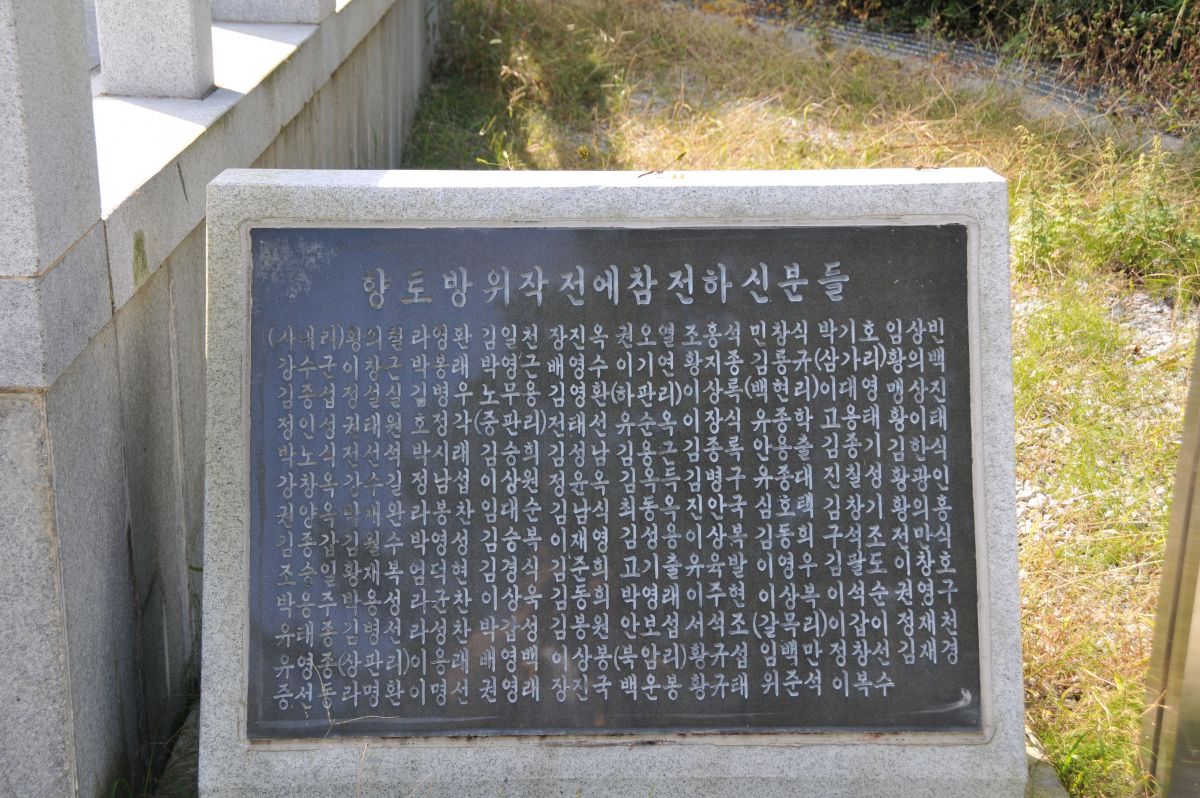 향토방위작전에참전하신분들
(사내리)황의철 라영환 김일천 장진옥 권오열 조홍석 민창식 박기호 임상빈
강수군 이창근 박봉래 박영근 배영수 이기연 황지종 김룡규(삼가리)황의백
김종섭 정설실 김병우 노무용 김영환(하판리)이상록(백현리)이대영 맹상진
정인성 권태원 호정각(중판리)전태선 유순옥 이장식 유종학 고용태 황이태
박노식 전선석 박시래 김승희 김성남 김용근 김종록 안용출 김종기 김한식
강창옥 강수길 정남섭 이상원 정윤옥 김옥득 김병구 유종대 진칠성 황광인
권양옥 박재완 라봉찬 임대순 김남식 최동옥 진안국 심호택 김창기 황의홍
김종갑 김월수 박영성 김승복 이재영 김성용 이상복 김동희 구석조 전만식
조승일 황재복 엄덕현 김경식 김준희 고기출 유육발 이영우 김팔도 이창호
박용주 박용성 라균찬 이상욱 김동희 박영래 이주현 이상복 이석순 권영구
유태종 김병선 라성찬 박갑성 김봉원 안보섭 서석조(갈목리)이갑이 정재천
유영종(상판리)이용래 배영백 이상봉(북암리)황규섭 임백만 정창선 김재경
증선동 라명환 이명선 권영래 장진국 백운봉 황규태 위준석 이복수